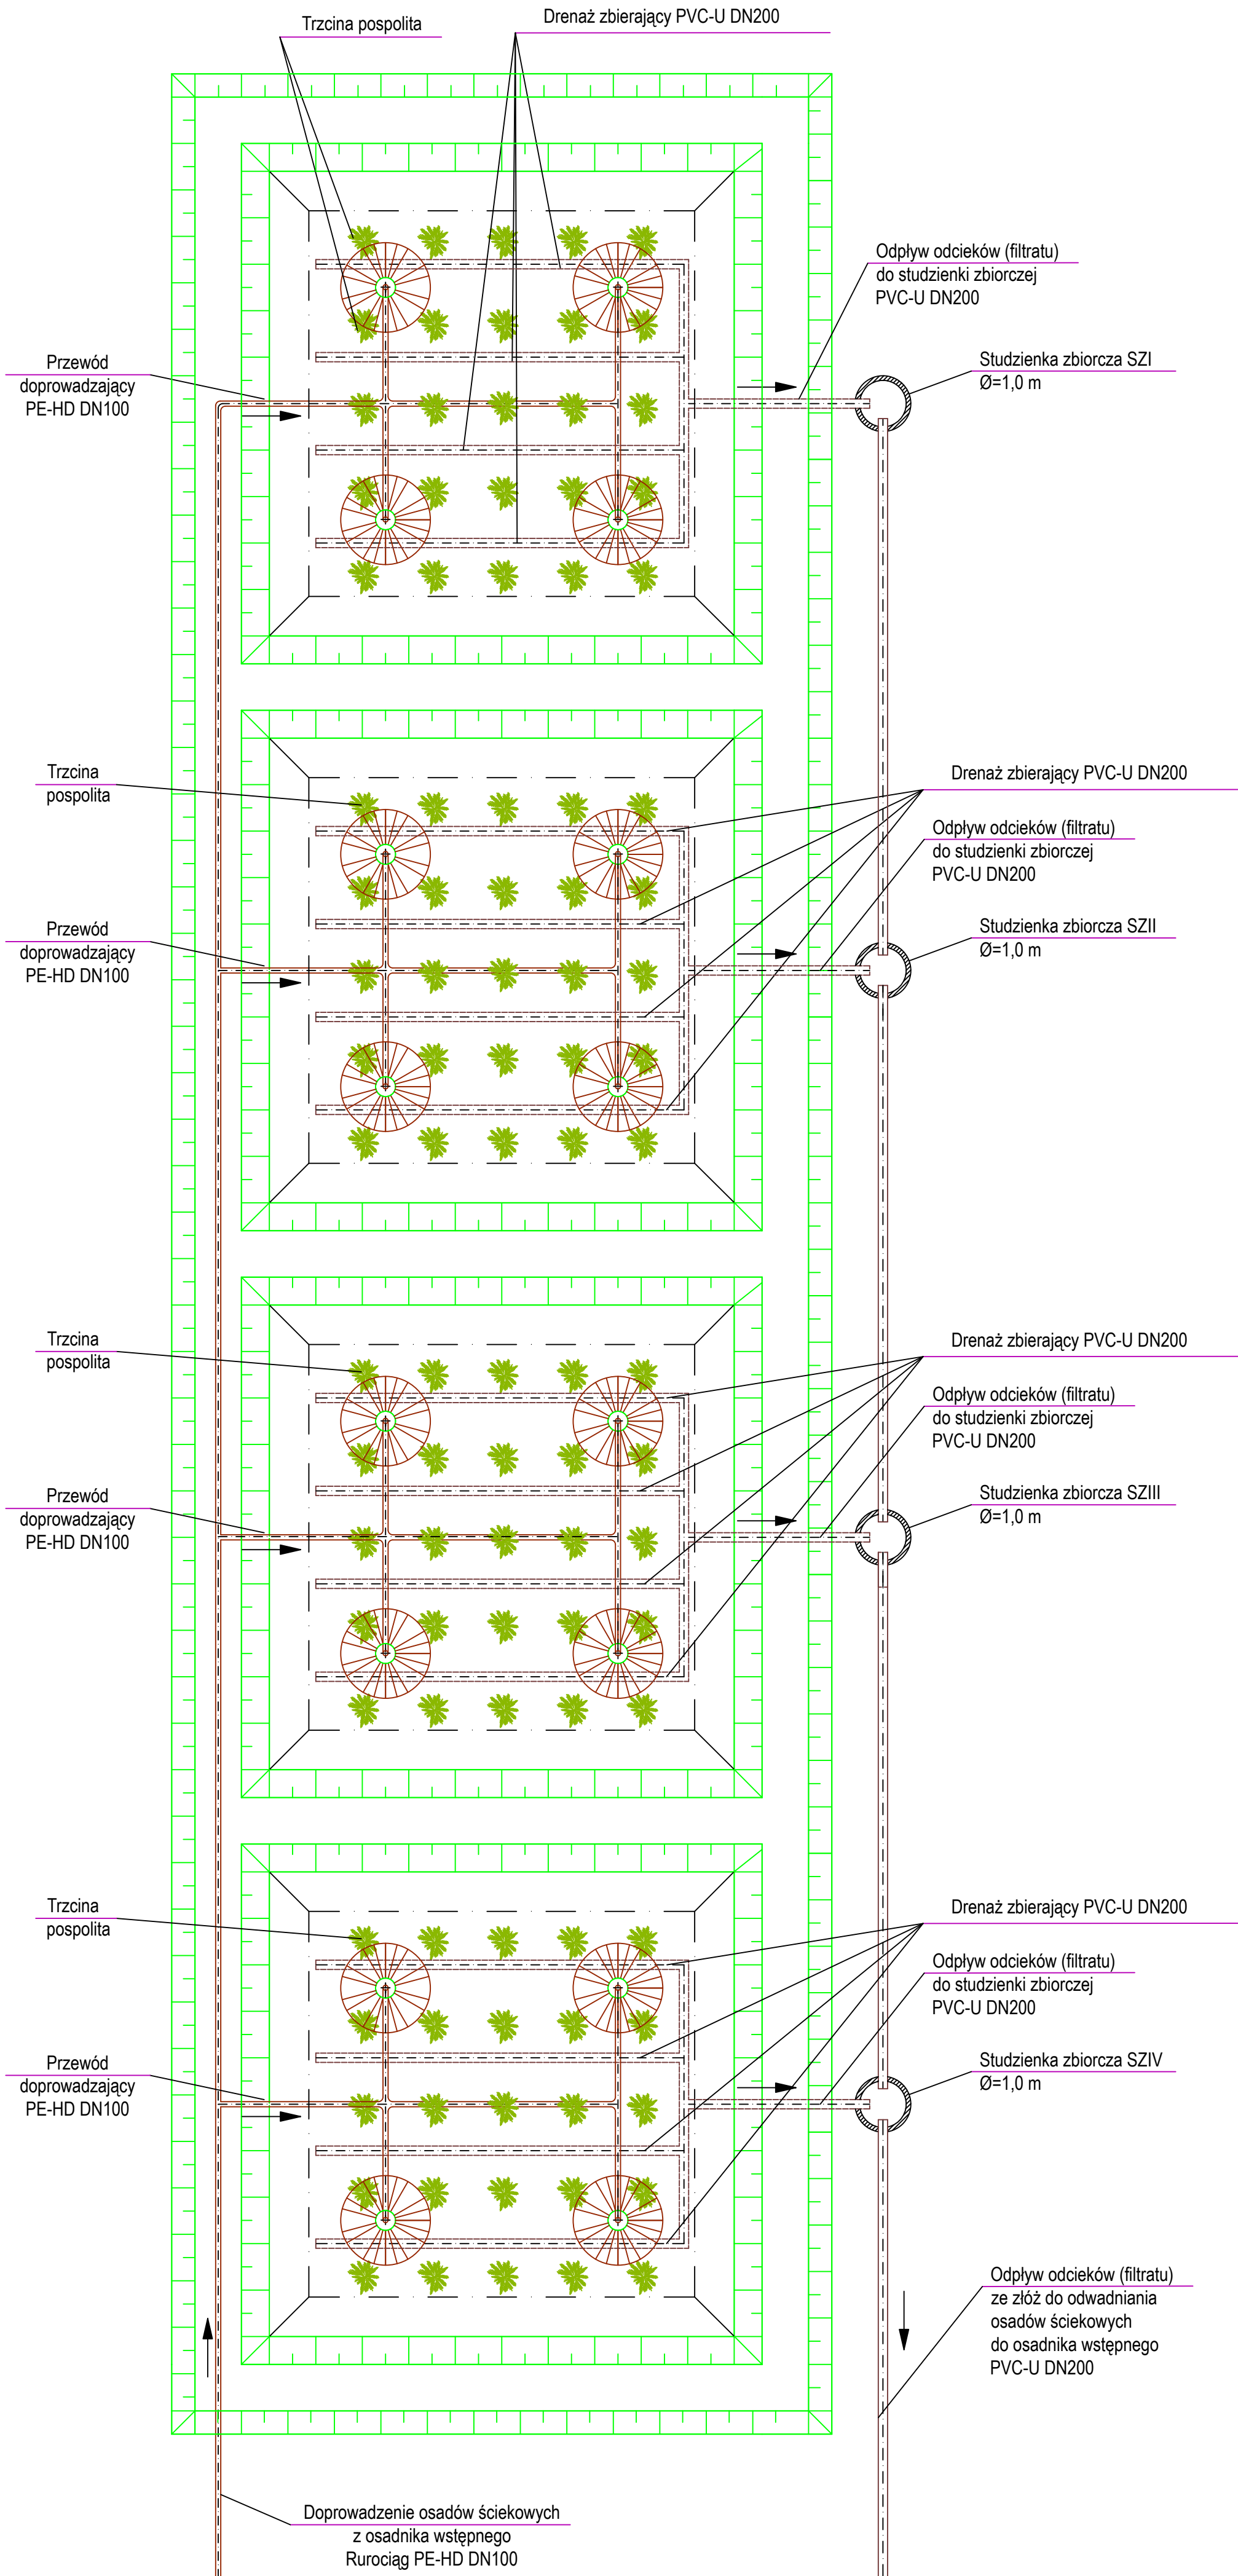 Trzcina pospolita
Drenaż zbierający PVC-U DN200
Odpływ odcieków (filtratu)
do studzienki zbiorczej
PVC-U DN200
Przewód
doprowadzający
PE-HD DN100
Studzienka zbiorcza SZI
Ø=1,0 m
Trzcina
pospolita
Drenaż zbierający PVC-U DN200
Odpływ odcieków (filtratu)
do studzienki zbiorczej
PVC-U DN200
Przewód
doprowadzający
PE-HD DN100
Studzienka zbiorcza SZII
Ø=1,0 m
Trzcina
pospolita
Drenaż zbierający PVC-U DN200
Odpływ odcieków (filtratu)
do studzienki zbiorczej
PVC-U DN200
Przewód
doprowadzający
PE-HD DN100
Studzienka zbiorcza SZIII
Ø=1,0 m
Trzcina
pospolita
Drenaż zbierający PVC-U DN200
Odpływ odcieków (filtratu)
do studzienki zbiorczej
PVC-U DN200
Przewód
doprowadzający
PE-HD DN100
Studzienka zbiorcza SZIV
Ø=1,0 m
Odpływ odcieków (filtratu)
ze złóż do odwadniania
osadów ściekowych
do osadnika wstępnego
PVC-U DN200
Doprowadzenie osadów ściekowych
z osadnika wstępnego
Rurociąg PE-HD DN100